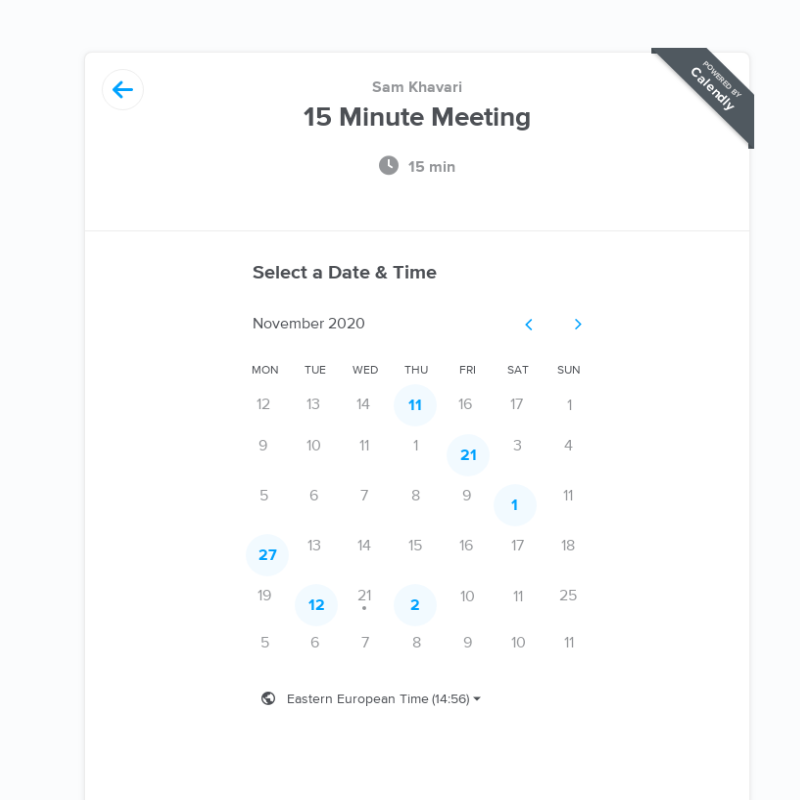 Sam Khavari
POWERED BY
Calendly
15 Minute Meeting
15 min
Select a Date & Time
November 2020
MON TUE WED THU FRI SAT SUN
12 13 14 11 16 17 1
9 10 11 1 21 3 4
5 6 7 8 9 1 11
27 13 14 15 16 17 18
19 12 21 2 10 11 25
5 6 7 8 9 10 11
Eastern European Time (14:56)